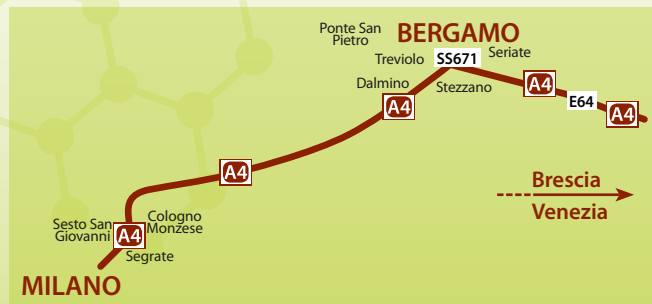 Ponte San
Pietro
BERGAMO
Treviolo
SS671
Seriate
Dalmino
Stezzano
A4
A4
E64
A4
A4
Brescia
Venezia
Sesto San
Giovanni
Cologno
Monzese
A4
Segrate
MILANO